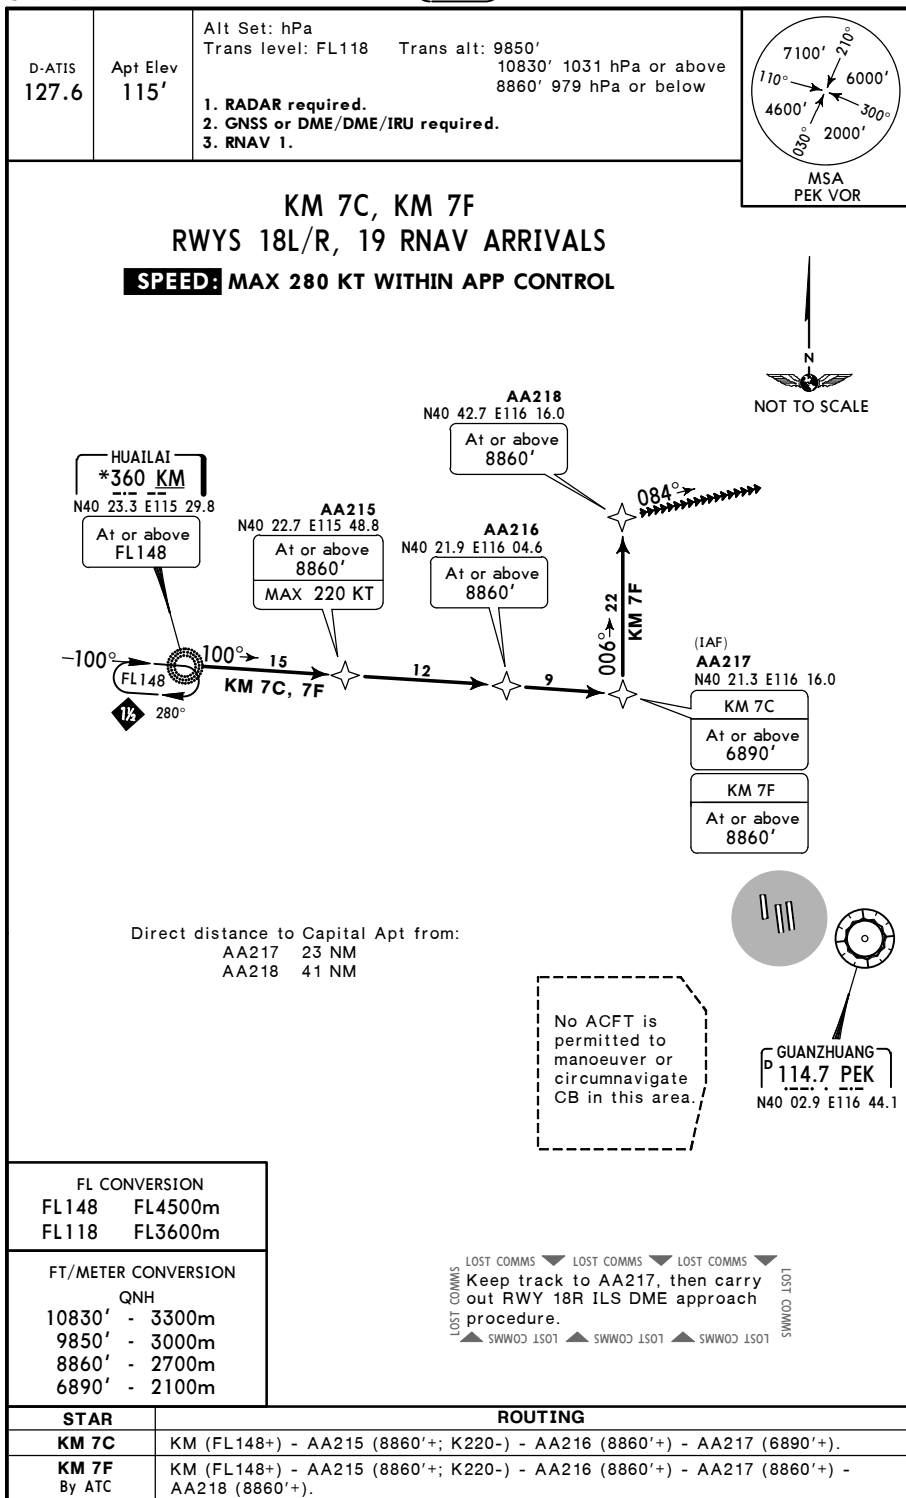 D-ATIS
127.6
Apt Elev
115'
Alt Set: hPa
Trans level: FL118 Trans alt: 9850'
10830' 1031 hPa or above
8860' 979 hPa or below
1. RADAR required.
2. GNSS or DME/DME/IRU required.
3. RNAV 1.
7100'
210°
110°
6000'
4600'
300°
030°
2000'
MSA
PEK VOR
KM 7C, KM 7F
RWYS 18L/R, 19 RNAV ARRIVALS
SPEED: MAX 280 KT WITHIN APP CONTROL
N
NOT TO SCALE
AA218
N40 42.7 E116 16.0
At or above
8860'
084°
HUAILAI
*360 KM
N40 23.3 E115 29.8
At or above
FL148
AA215
N40 22.7 E115 48.8
At or above
8860'
MAX 220 KT
AA216
N40 21.9 E116 04.6
At or above
8860'
006° 22
KM 7F
100°
FL148
1½
280°
100° 15
KM 7C, 7F
12
9
(IAF)
AA217
N40 21.3 E116 16.0
KM 7C
At or above
6890'
KM 7F
At or above
8860'
Direct distance to Capital Apt from:
AA217 23 NM
AA218 41 NM
No ACFT is
permitted to
manoeuver or
circumnavigate
CB in this area.
GUANZHUANG
D 114.7 PEK
N40 02.9 E116 44.1
FL CONVERSION
FL148 FL4500m
FL118 FL3600m
FT/METER CONVERSION
QNH
10830' - 3300m
9850' - 3000m
8860' - 2700m
6890' - 2100m
LOST COMMS LOST COMMS LOST COMMS
LOST COMMS
Keep track to AA217, then carry
out RWY 18R ILS DME approach
procedure.
LOST COMMS
LOST COMMS LOST COMMS LOST COMMS
STAR ROUTING
KM 7C KM (FL148+) - AA215 (8860'+; K220-) - AA216 (8860'+) - AA217 (6890'+).
KM 7F
By ATC
KM (FL148+) - AA215 (8860'+; K220-) - AA216 (8860'+) - AA217 (8860'+) -
AA218 (8860'+).